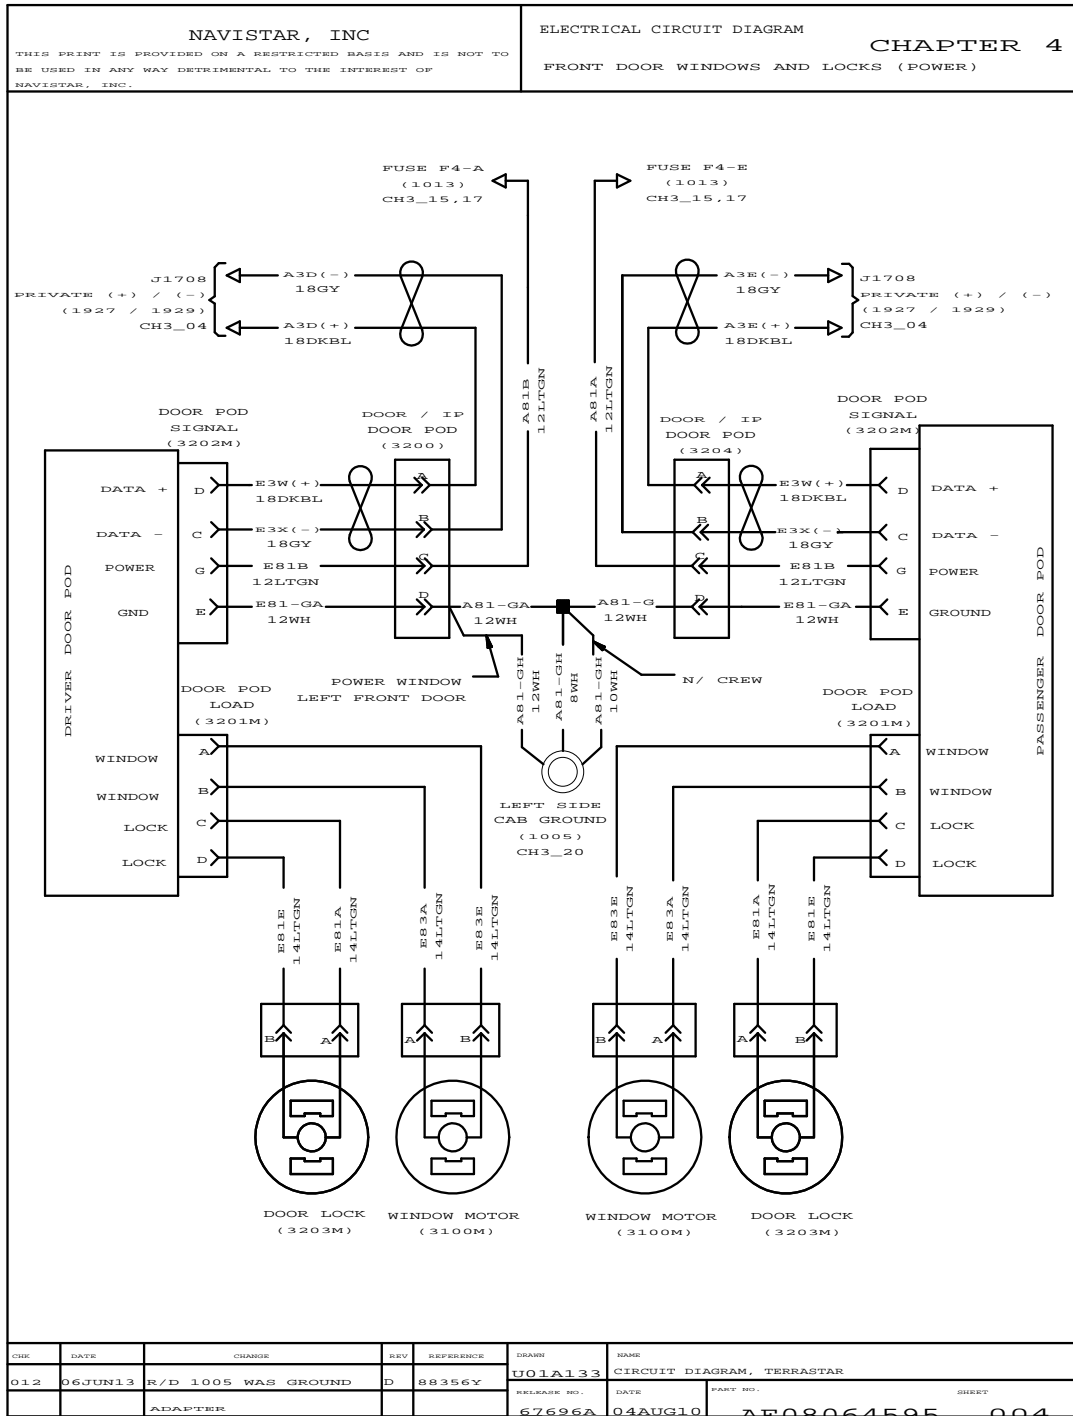 NAVISTAR, INC
THIS PRINT IS PROVIDED ON A RESTRICTED BASIS AND IS NOT TO
BE USED IN ANY WAY DETRIMENTAL TO THE INTEREST OF
NAVISTAR, INC.
ELECTRICAL CIRCUIT DIAGRAM
CHAPTER 4
FRONT DOOR WINDOWS AND LOCKS (POWER)
FUSE F4-A
(1013)
CH3_15,17
FUSE F4-E
(1013)
CH3_15,17
J1708
PRIVATE (+) / (-)
(1927 / 1929)
CH3_04
A3D(-)
18GY
A3D(+)
18DKBL
A3E(-)
18GY
A3E(+)
18DKBL
J1708
PRIVATE (+) / (-)
(1927 / 1929)
CH3_04
A81B
12LTGN
A81A
12LTGN
DOOR POD
SIGNAL
(3202M)
DOOR / IP
DOOR POD
(3200)
DOOR / IP
DOOR POD
(3204)
DOOR POD
SIGNAL
(3202M)
DRIVER DOOR POD
DATA +
D
E3W(+)
18DKBL
A
DATA -
C
E3X(-)
18GY
B
POWER
G
E81B
12LTGN
C
GND
E
E81-GA
12WH
D
A81-GA
12WH
A81-G
12WH
A
E3W(+)
18DKBL
D
DATA +
B
E3X(-)
18GY
C
DATA -
C
E81B
12LTGN
G
POWER
D
E81-GA
12WH
E
GROUND
PASSENGER DOOR POD
POWER WINDOW
LEFT FRONT DOOR
A81-GH
12WH
A81-GH
8WH
A81-GH
10WH
N/ CREW
LEFT SIDE
CAB GROUND
(1005)
CH3_20
DOOR POD
LOAD
(3201M)
WINDOW
A
WINDOW
B
LOCK
C
LOCK
D
DOOR POD
LOAD
(3201M)
A
WINDOW
B
WINDOW
C
LOCK
D
LOCK
E81E
14LTGN
E81A
14LTGN
E83A
14LTGN
E83E
14LTGN
E83E
14LTGN
E83A
14LTGN
E81A
14LTGN
E81E
14LTGN
B
A
A
B
B
A
A
B
DOOR LOCK
(3203M)
WINDOW MOTOR
(3100M)
WINDOW MOTOR
(3100M)
DOOR LOCK
(3203M)
CHK
DATE
CHANGE
REV
REFERENCE
DRAWN
NAME
012
06JUN13
R/D 1005 WAS GROUND
D
88356Y
U01A133
CIRCUIT DIAGRAM, TERRASTAR
ADAPTER
RELEASE NO.
DATE
PART NO.
SHEET
67696A
04AUG10
AE08064595
004